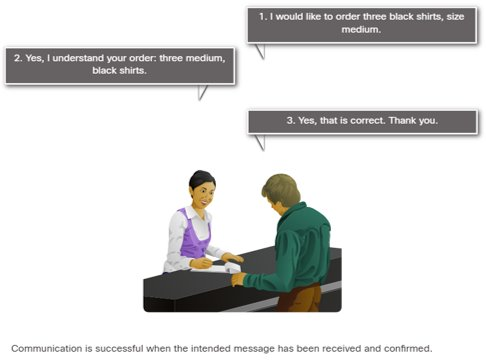 1. I would like to order three black shirts, size
medium.
2. Yes, I understand your order: three medium,
black shirts.
3. Yes, that is correct. Thank you.
Communication is successful when the intended message has been received and confirmed.